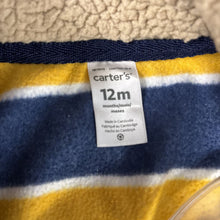 carter's
12m
months/mois/
meses
Made in Cambodia
Fabriqué au Cambodge
Hecho en Camboya